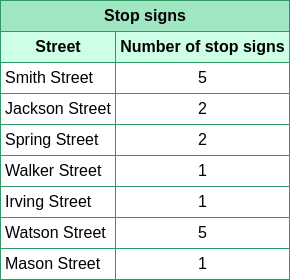 Stop signs
Street Number of stop signs
Smith Street 5
Jackson Street 2
Spring Street 2
Walker Street 1
Irving Street 1
Watson Street 5
Mason Street 1